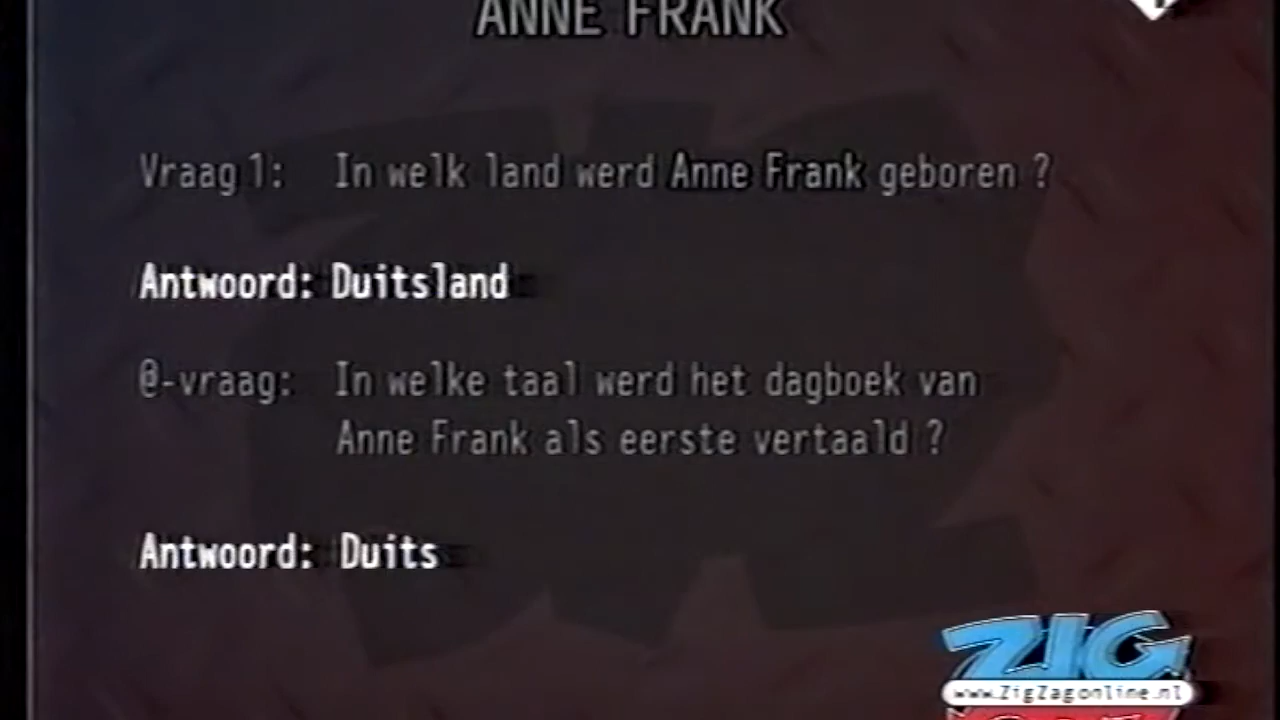 ANNE FRANK
Vraag 1: In welk land werd Anne Frank geboren ?
Antwoord: Duitsland
@-vraag: In welke taal werd het dagboek van
Anne Frank als eerste vertaald ?
Antwoord: Duits
ZIG
www.ZigZagonline.nl